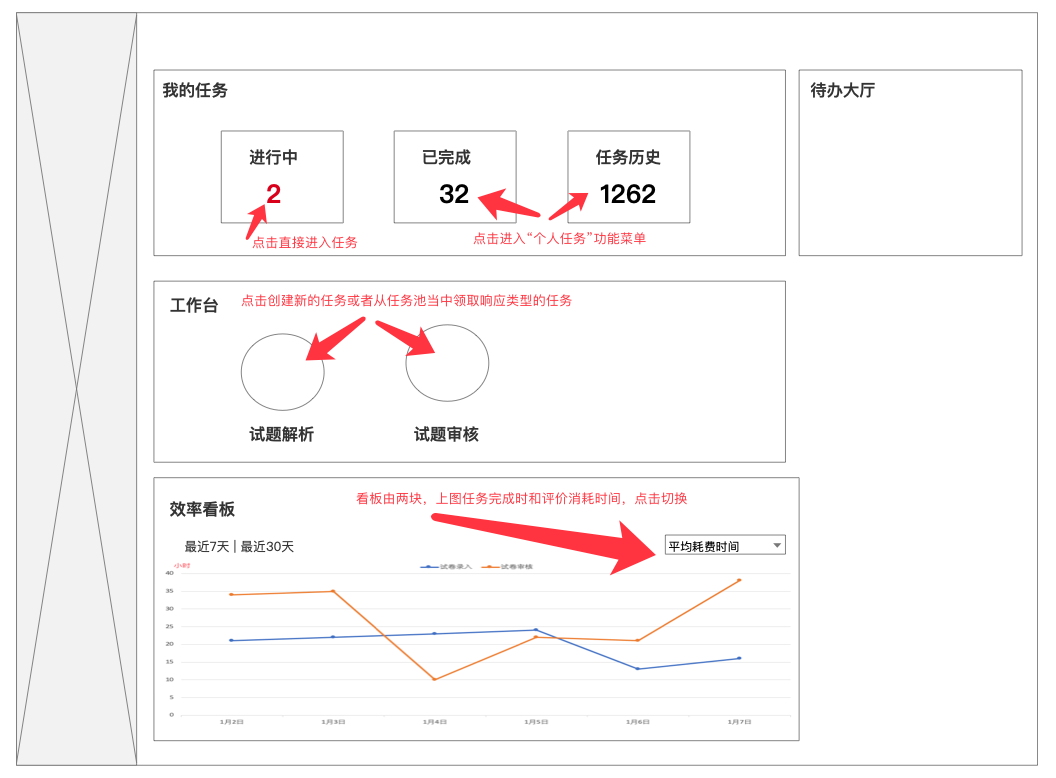 我的任务
待办大厅
进行中
已完成
任务历史
2
32
1262
点击直接进入任务
点击进入“个人任务”功能菜单
工作台
点击创建新的任务或者从任务池当中领取响应类型的任务
试题解析
试题审核
看板由两块，上图任务完成时和评价消耗时间，点击切换
效率看板
最近7天 | 最近30天
平均耗费时间
小时
试卷录入
试卷审核
40
35
30
25
20
15
10
5
0
1月2日
1月3日
1月4日
1月5日
1月6日
1月7日